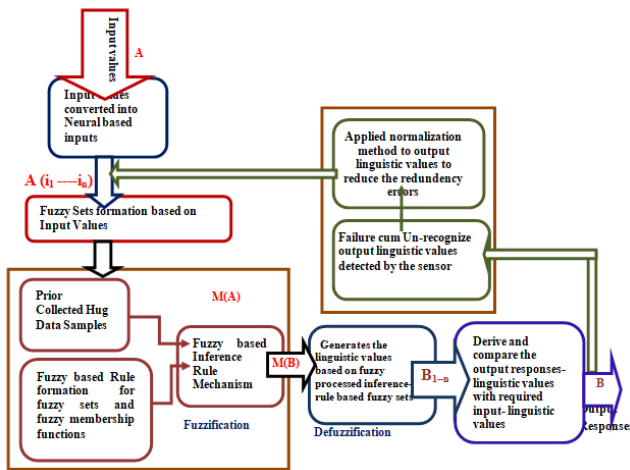 Input values
A
Input values
converted into
Neural based
inputs
A (i1 ----in)
Fuzzy Sets formation based on
Input Values
Applied normalization
method to output
linguistic values to
reduce the redundency
errors
Failure cum Un-recognize
output linguistic values
detected by the sensor
Prior
Collected Hug
Data Samples
M(A)
Fuzzy based Rule
formation for
fuzzy sets and
fuzzy membership
functions
Fuzzy based
Inference
Rule
Mechanism
Fuzzification
M(B)
Generates the
linguistic values
based on fuzzy
processed inference-
rule based fuzzy sets
Defuzzification
B1--n
Derive and
compare the
output responses-
linguistic values
with required
input- linguistic
values
B
Output
Responses